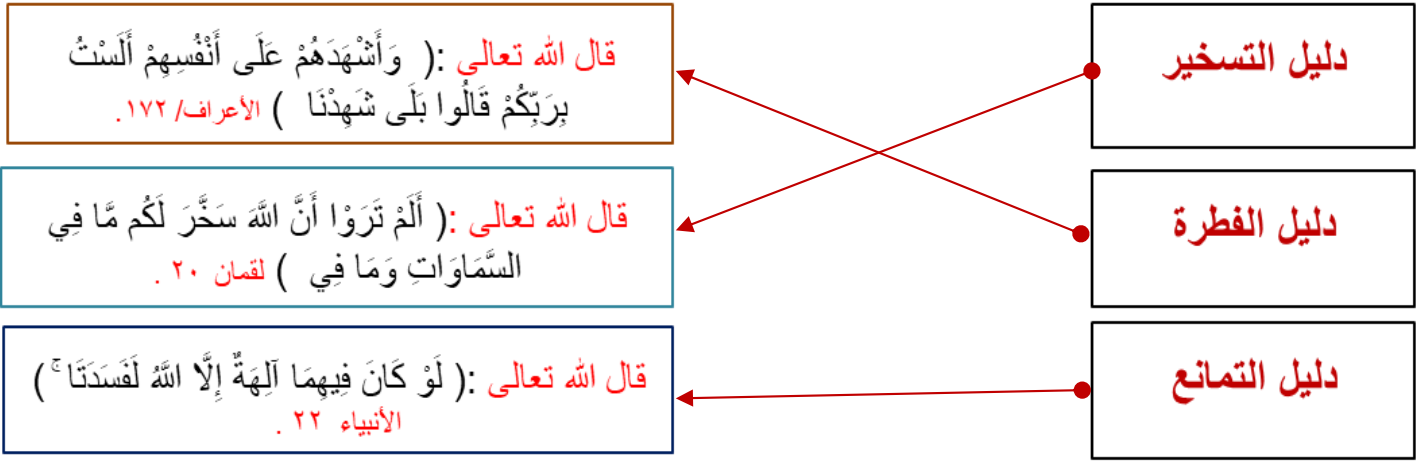 دليل التسخير
قال الله تعالى :( وَأَشْهَدَهُمْ عَلَى أَنْفُسِهِمْ أَلَسْتُ
بِرَبِّكُمْ قَالُوا بَلَى شَهِدْنَا ) الأعراف/ ١٧٢ .
دليل الفطرة
قال الله تعالى :( أَلَمْ تَرَوْا أَنَّ اللَّهَ سَخَّرَ لَكُم مَّا فِي
السَّمَاوَاتِ وَمَا فِي ) لقمان ٢٠ .
دليل التمانع
قال الله تعالى :( لَوْ كَانَ فِيهِمَا آلِهَةٌ إِلَّا اللَّهُ لَفَسَدَتَا ۚ )
الأنبياء ٢٢ .